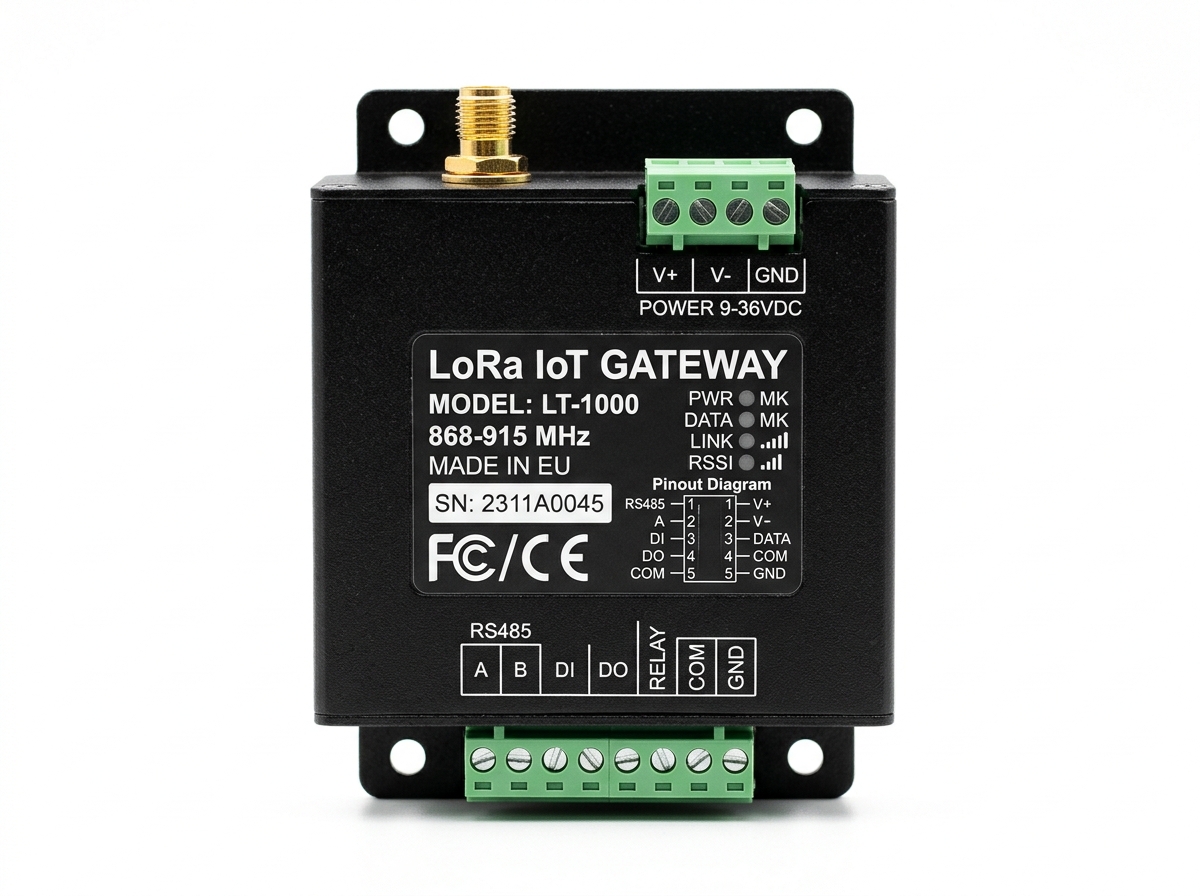 V+ V- GND
POWER 9-36VDC
LoRa IoT GATEWAY
MODEL: LT-1000
868-915 MHz
MADE IN EU
SN: 2311A0045
FC/CE
PWR MK
DATA MK
LINK
RSSI
Pinout Diagram
RS485 1 1 V+
A 2 2 V-
DI 3 3 DATA
DO 4 4 COM
COM 5 5 GND
RS485
A B DI DO RELAY COM GND